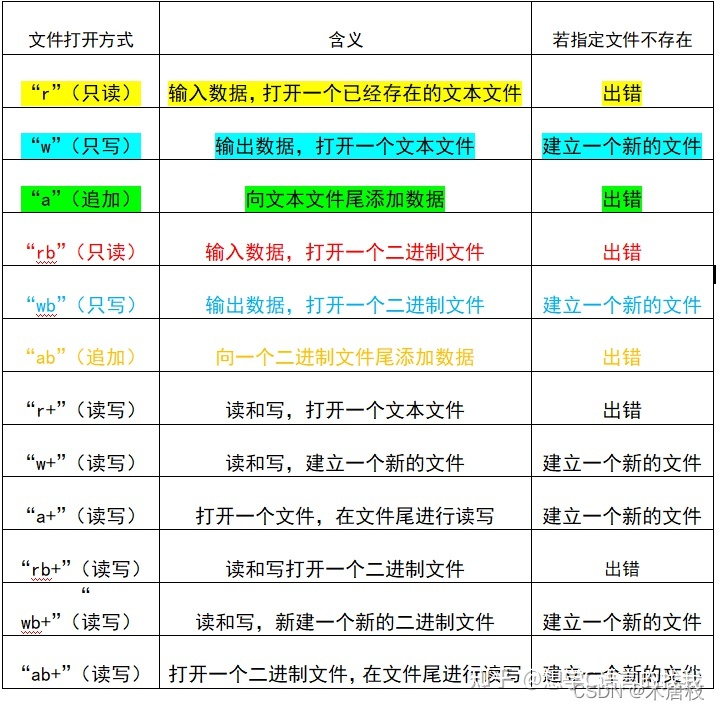 文件打开方式 含义 若指定文件不存在
“r”(只读) 输入数据，打开一个已经存在的文本文件 出错
“w”(只写) 输出数据，打开一个文本文件 建立一个新的文件
“a”(追加) 向文本文件尾添加数据 出错
“rb”(只读) 输入数据，打开一个二进制文件 出错
“wb”(只写) 输出数据，打开一个二进制文件 建立一个新的文件
“ab”(追加) 向一个二进制文件尾添加数据 出错
“r+”(读写) 读和写，打开一个文本文件 出错
“w+”(读写) 读和写，建立一个新的文件 建立一个新的文件
“a+”(读写) 打开一个文件，在文件尾进行读写 建立一个新的文件
“rb+”(读写) 读和写打开一个二进制文件 出错
“
wb+”(读写) 读和写，新建一个新的二进制文件 建立一个新的文件
“ab+”(读写) 打开一个二进制文件，在文件尾进行读写 建立一个新的文件
知乎
CSDN @木唐枝